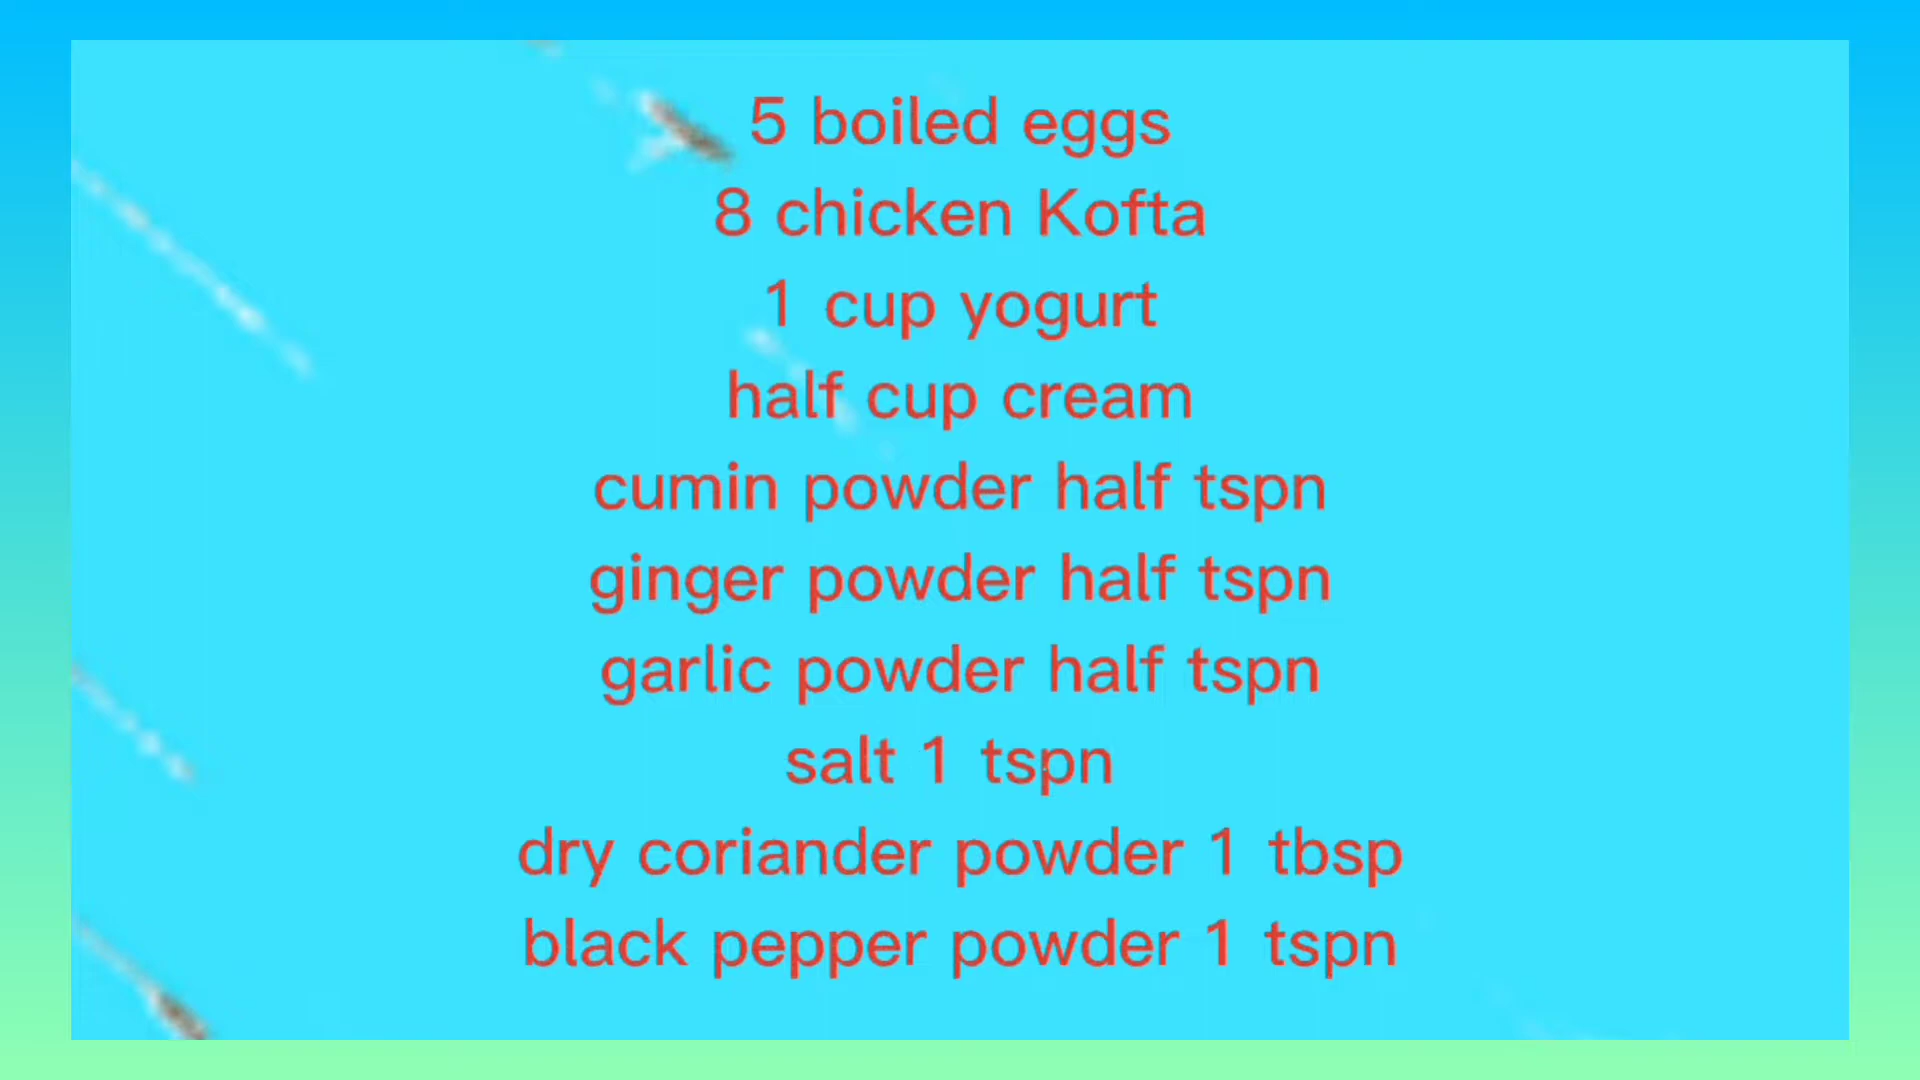 5 boiled eggs
8 chicken Kofta
1 cup yogurt
half cup cream
cumin powder half tspn
ginger powder half tspn
garlic powder half tspn
salt 1 tspn
dry coriander powder 1 tbsp
black pepper powder 1 tspn